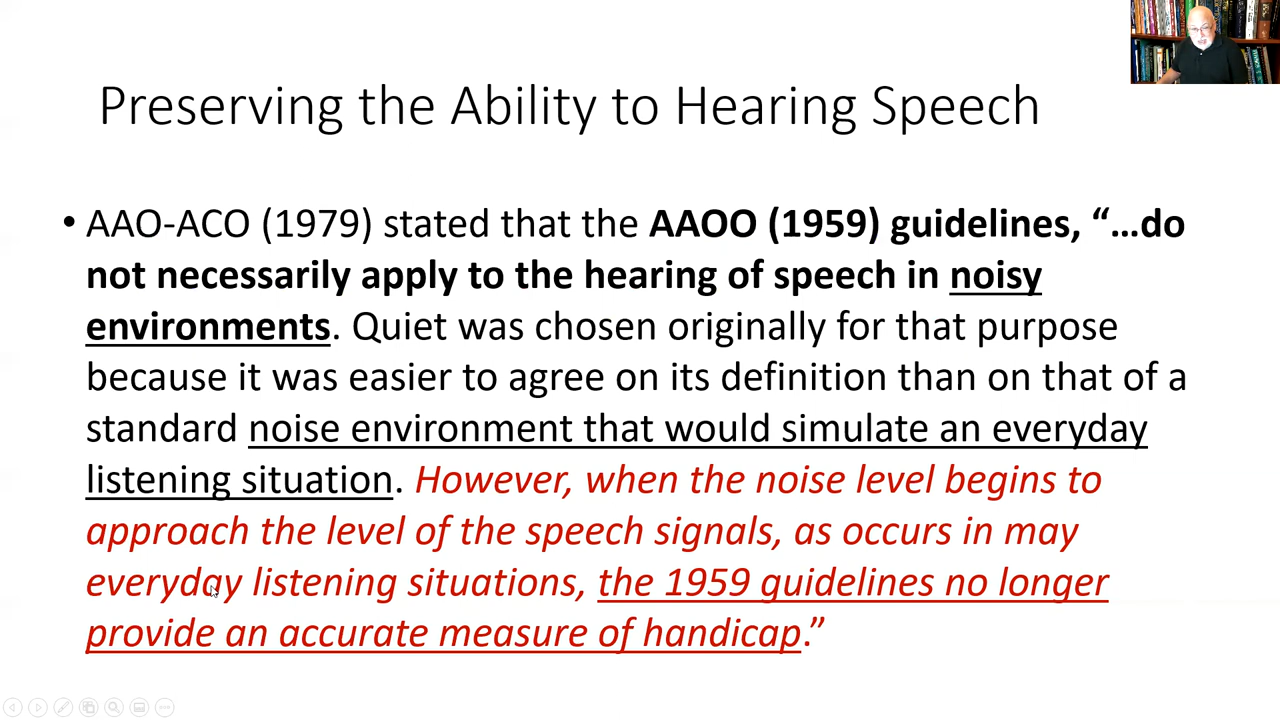 Preserving the Ability to Hearing Speech
• AAO-ACO (1979) stated that the AAOO (1959) guidelines, “…do
not necessarily apply to the hearing of speech in noisy
environments. Quiet was chosen originally for that purpose
because it was easier to agree on its definition than on that of a
standard noise environment that would simulate an everyday
listening situation. However, when the noise level begins to
approach the level of the speech signals, as occurs in may
everyday listening situations, the 1959 guidelines no longer
provide an accurate measure of handicap.”